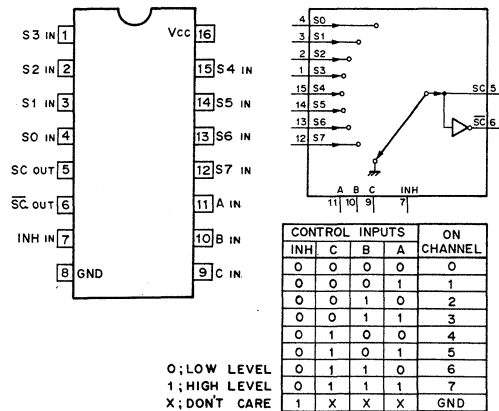 S3 IN 1
Vcc 16
S2 IN 2
15 S4 IN
S1 IN 3
14 S5 IN
S0 IN 4
13 S6 IN
SC OUT 5
12 S7 IN
S̅C̅ OUT 6
11 A IN
INH IN 7
10 B IN
8 GND
9 C IN
4 S0
3 S1
2 S2
1 S3
15 S4
14 S5
13 S6
12 S7
SC 5
S̅C̅ 6
A B C INH
11 10 9 7
CONTROL INPUTS ON CHANNEL
INH C B A
0 0 0 0 0
0 0 0 1 1
0 0 1 0 2
0 0 1 1 3
0 1 0 0 4
0 1 0 1 5
0 1 1 0 6
0 1 1 1 7
1 X X X GND
0; LOW LEVEL
1; HIGH LEVEL
X; DON'T CARE